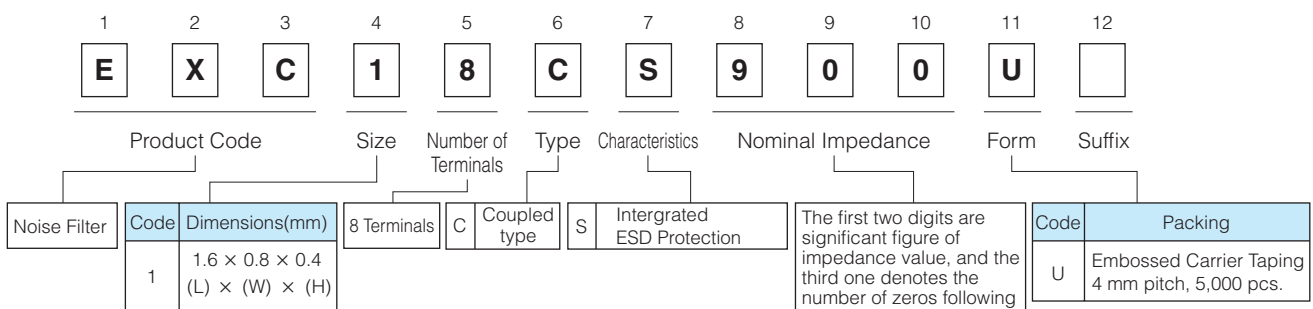 1 2 3 4 5 6 7 8 9 10 11 12
E X C 1 8 C S 9 0 0 U
Product Code Size Number of Terminals Type Characteristics Nominal Impedance Form Suffix
Noise Filter
Code Dimensions(mm)
1 1.6 × 0.8 × 0.4
(L) × (W) × (H)
8 Terminals
C Coupled
type
S Intergrated
ESD Protection
The first two digits are
significant figure of
impedance value, and the
third one denotes the
number of zeros following
Code Packing
U Embossed Carrier Taping
4 mm pitch, 5,000 pcs.